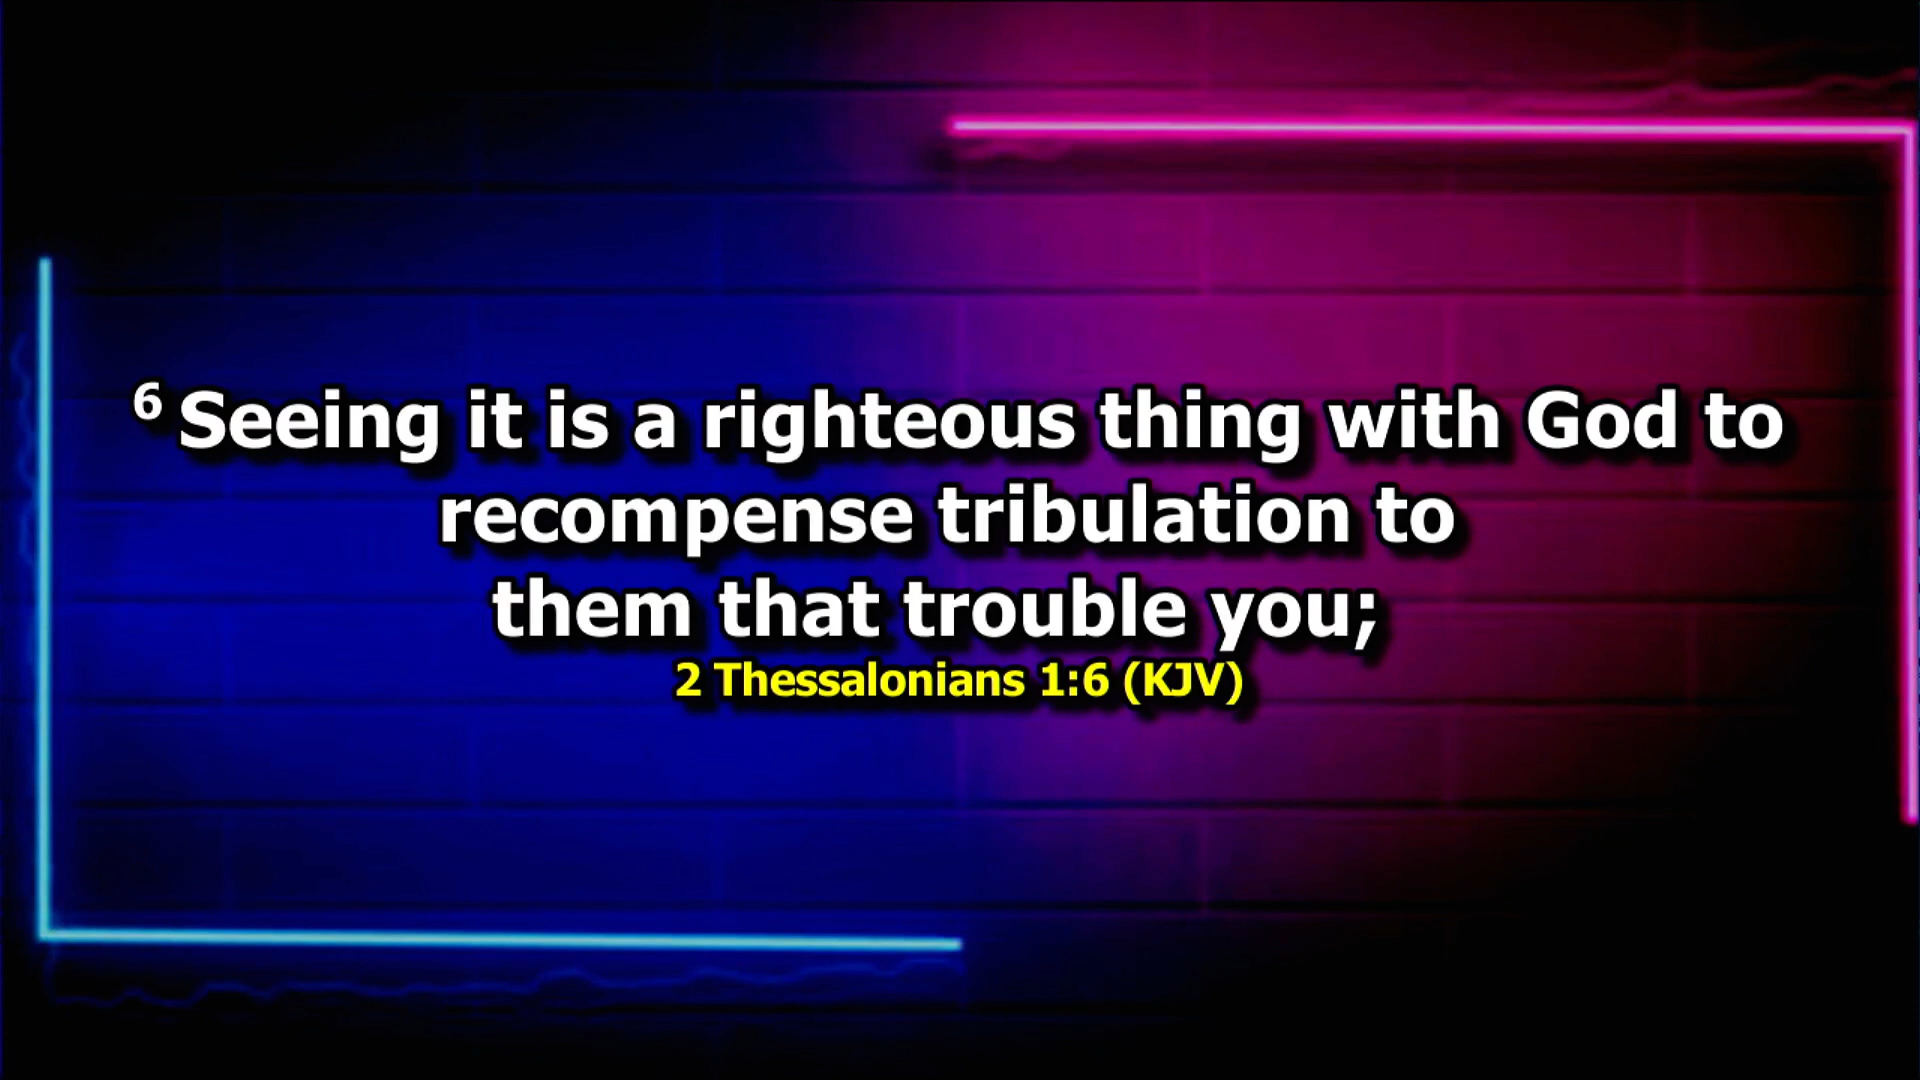 6 Seeing it is a righteous thing with God to
recompense tribulation to
them that trouble you;
2 Thessalonians 1:6 (KJV)